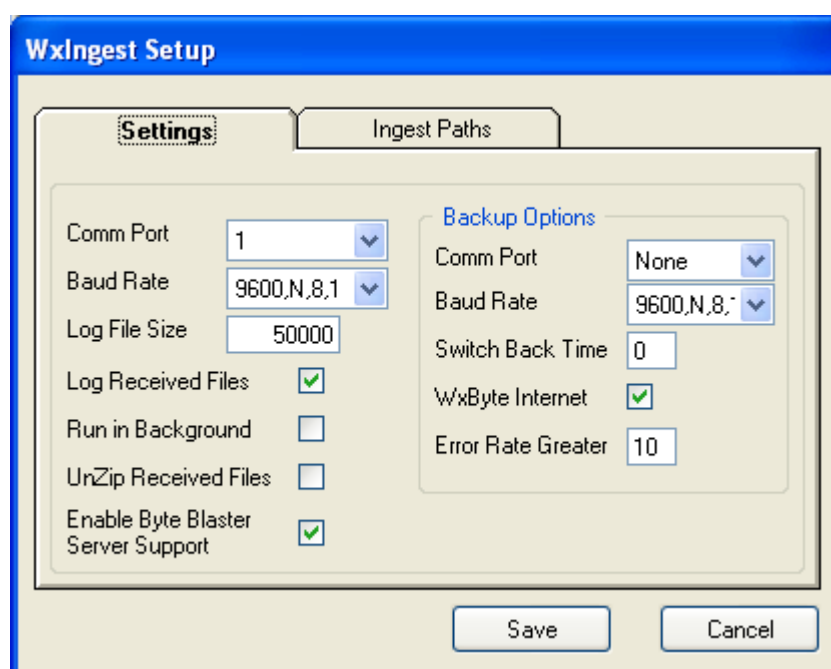 WxIngest Setup
Settings
Ingest Paths
Comm Port
1
Baud Rate
9600,N,8,1
Log File Size
50000
Log Received Files
Run in Background
UnZip Received Files
Enable Byte Blaster
Server Support
Backup Options
Comm Port
None
Baud Rate
9600,N,8,
Switch Back Time
0
WxByte Internet
Error Rate Greater
10
Save
Cancel